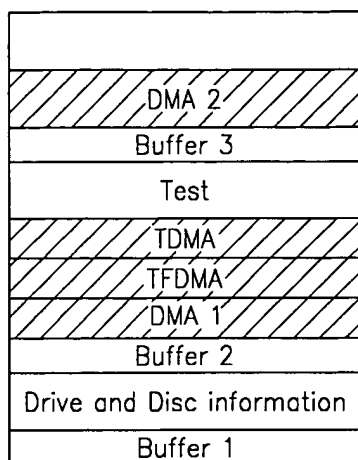 DMA 2
Buffer 3
Test
TDMA
TFDMA
DMA 1
Buffer 2
Drive and Disc information
Buffer 1